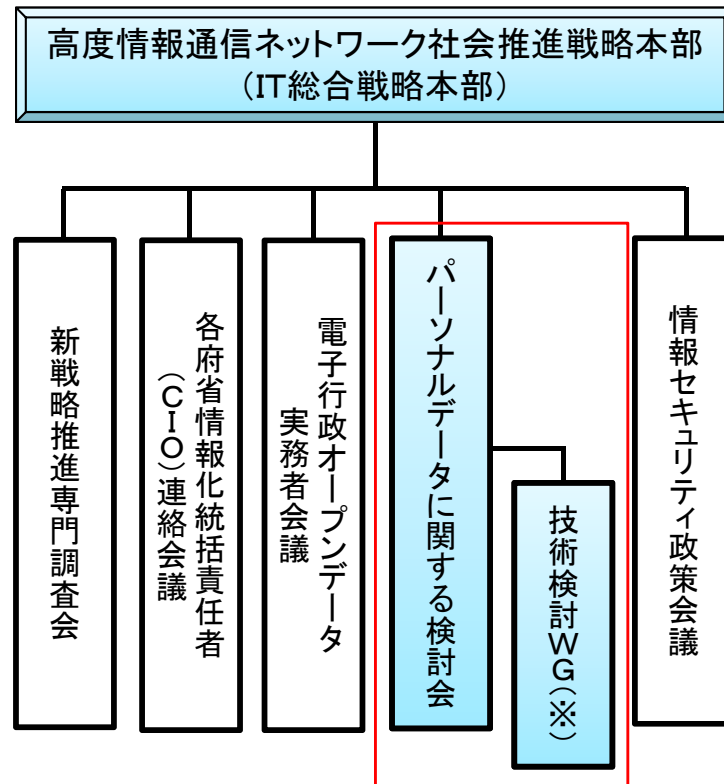 高度情報通信ネットワーク社会推進戦略本部
（IT総合戦略本部）
新戦略推進専門調査会
各府省情報化統括責任者
（ＣＩＯ）連絡会議
電子行政オープンデータ
実務者会議
パーソナルデータに関する検討会
技術検討ＷＧ（※）
情報セキュリティ政策会議